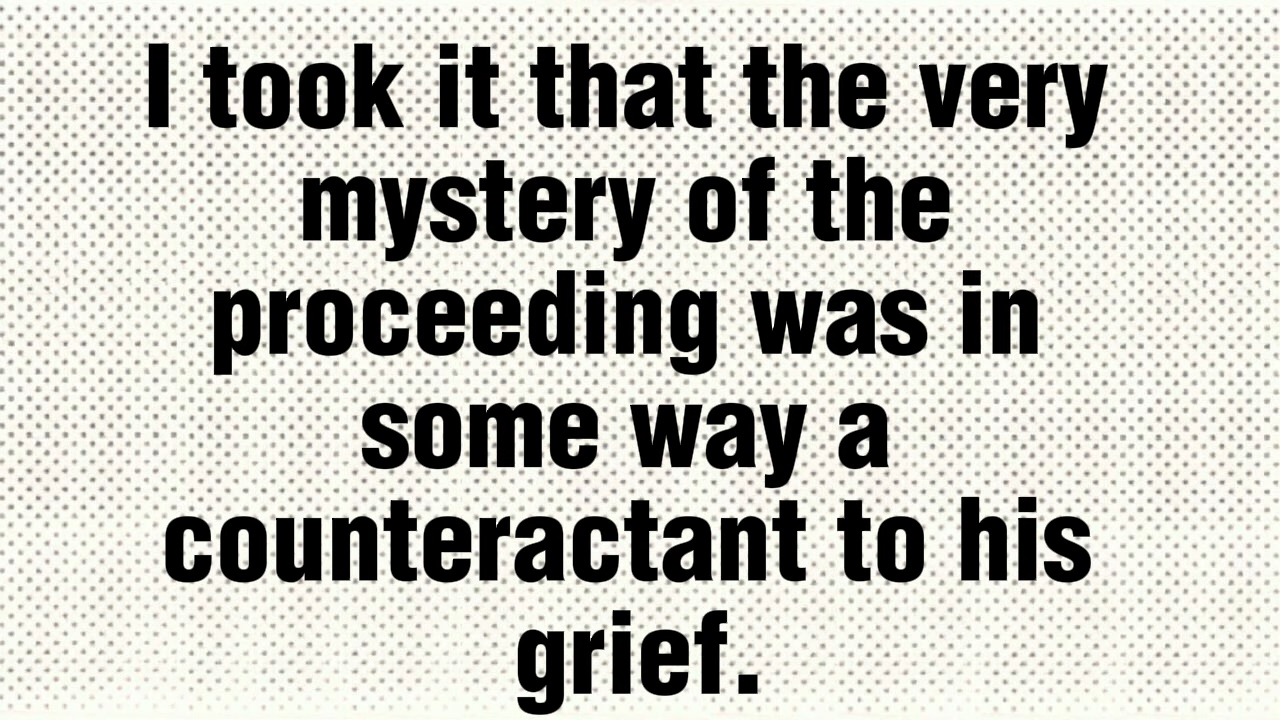 I took it that the very
mystery of the
proceeding was in
some way a
counteractant to his
grief.